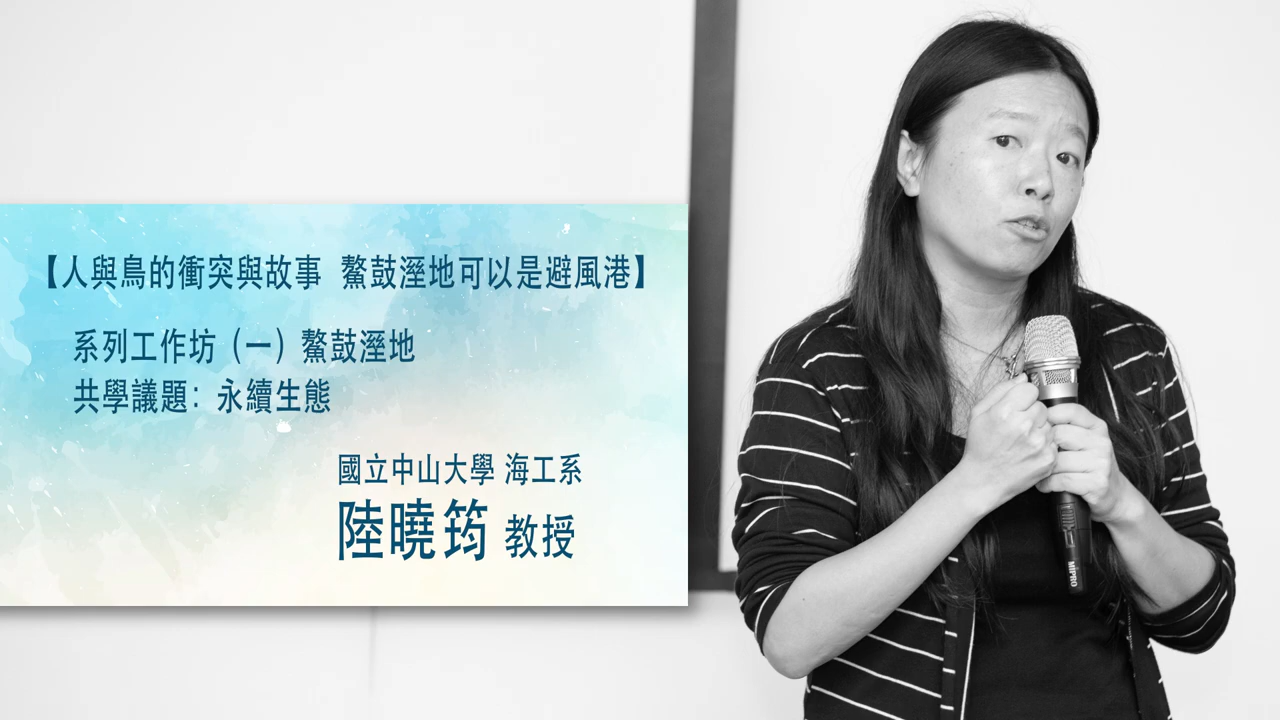 【人與鳥的衝突與故事 鰲鼓溼地可以是避風港】
系列工作坊（一）鰲鼓溼地
共學議題：永續生態
國立中山大學 海工系
陸曉筠 教授
MIPRO